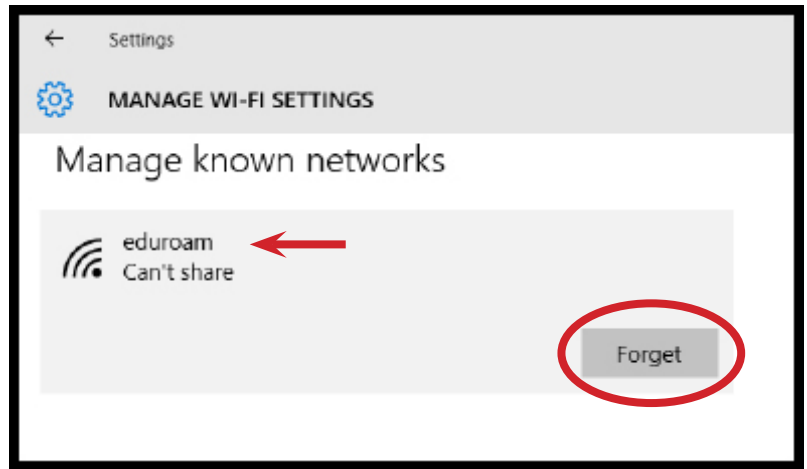 Settings
MANAGE WI-FI SETTINGS
Manage known networks
eduroam
Can't share
Forget